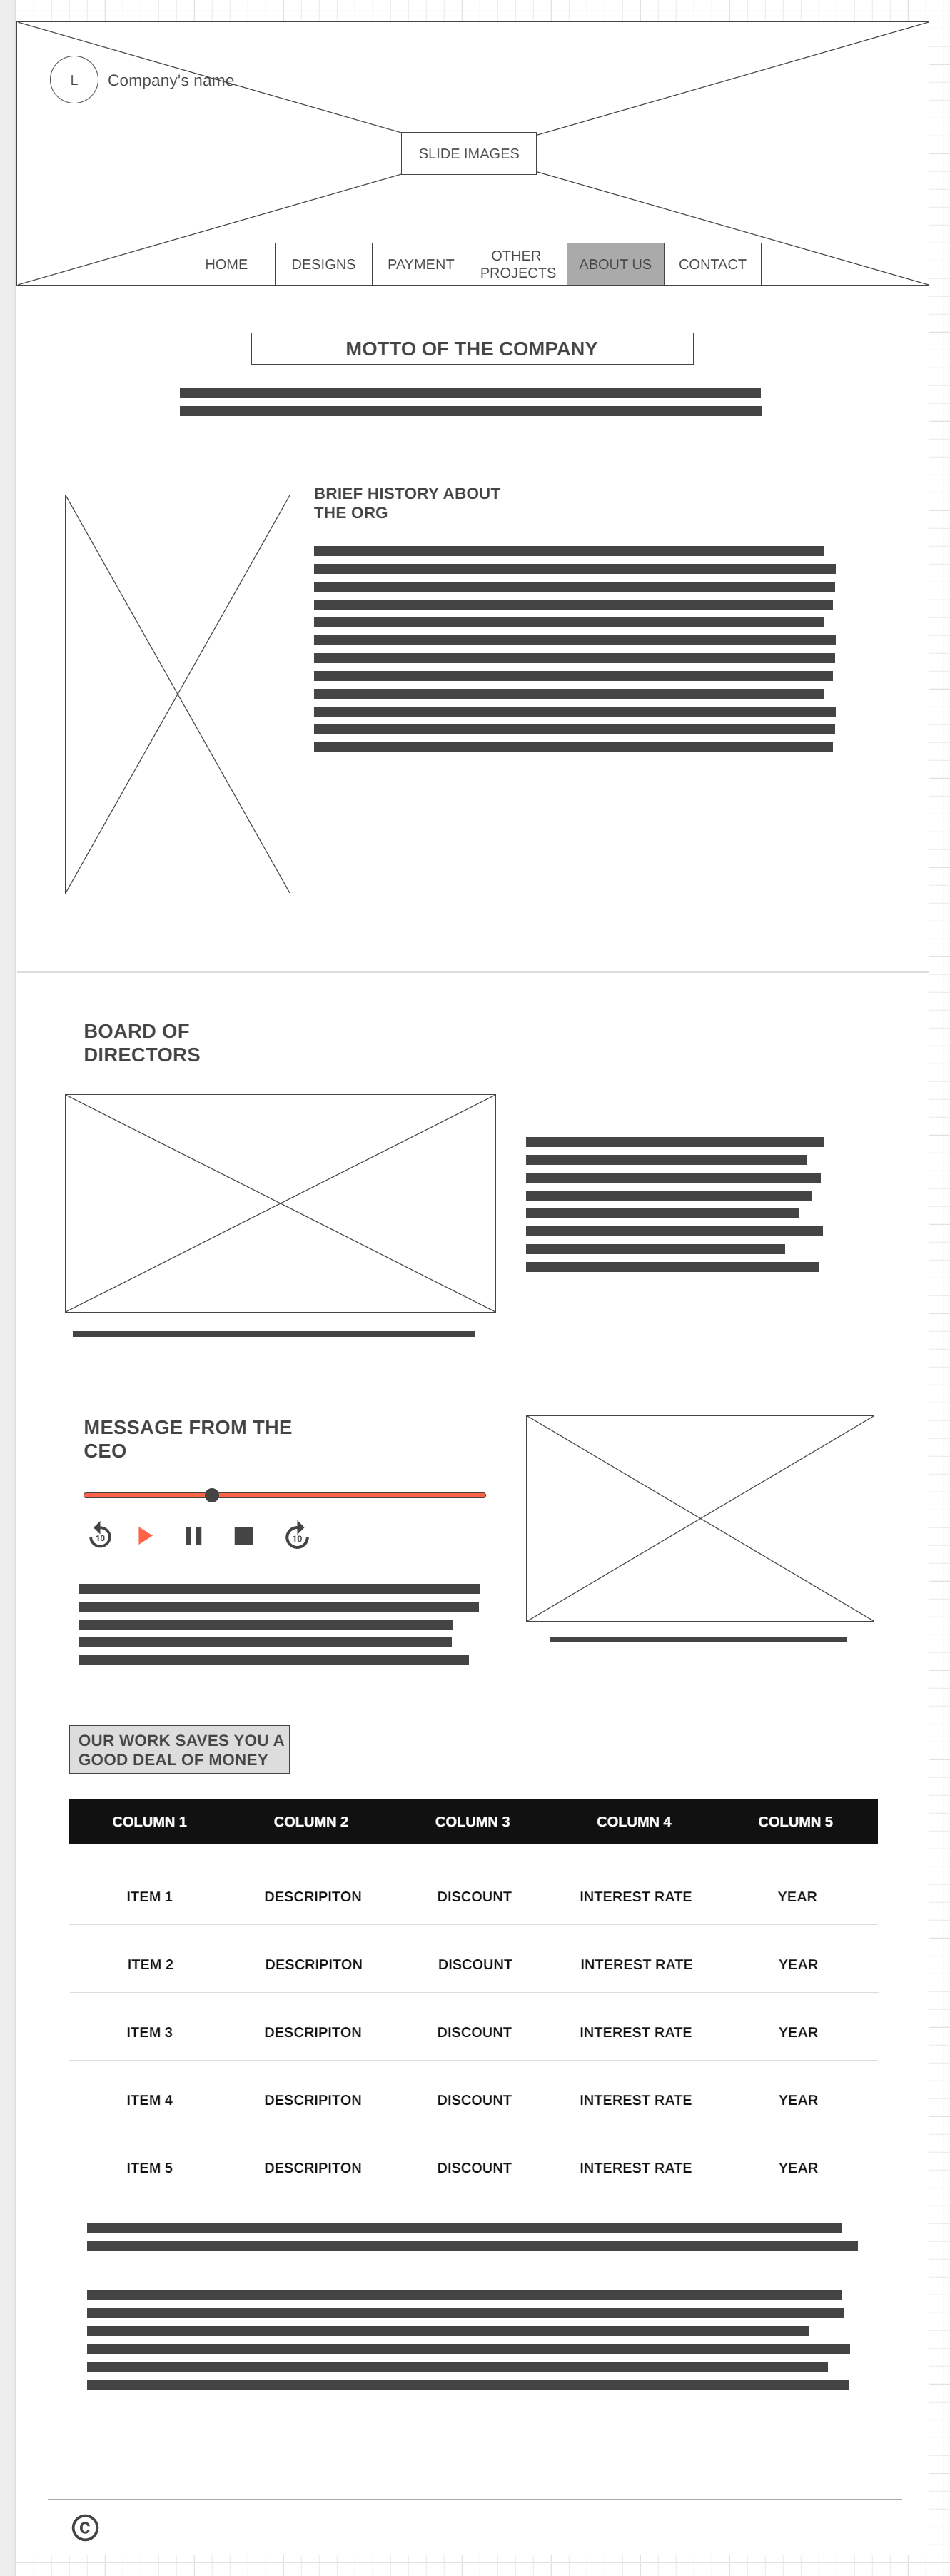 L
Company's name
SLIDE IMAGES
HOME
DESIGNS
PAYMENT
OTHER
PROJECTS
ABOUT US
CONTACT
MOTTO OF THE COMPANY
BRIEF HISTORY ABOUT
THE ORG
BOARD OF
DIRECTORS
MESSAGE FROM THE
CEO
10
10
OUR WORK SAVES YOU A
GOOD DEAL OF MONEY
COLUMN 1 COLUMN 2 COLUMN 3 COLUMN 4 COLUMN 5
ITEM 1 DESCRIPITON DISCOUNT INTEREST RATE YEAR
ITEM 2 DESCRIPITON DISCOUNT INTEREST RATE YEAR
ITEM 3 DESCRIPITON DISCOUNT INTEREST RATE YEAR
ITEM 4 DESCRIPITON DISCOUNT INTEREST RATE YEAR
ITEM 5 DESCRIPITON DISCOUNT INTEREST RATE YEAR
©